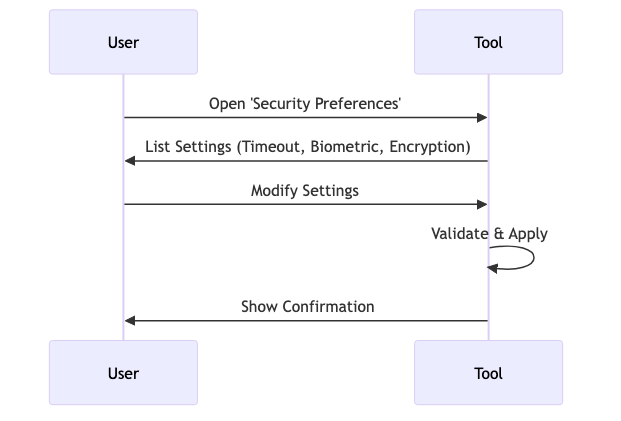 User
Tool
Open 'Security Preferences'
List Settings (Timeout, Biometric, Encryption)
Modify Settings
Validate & Apply
Show Confirmation
User
Tool